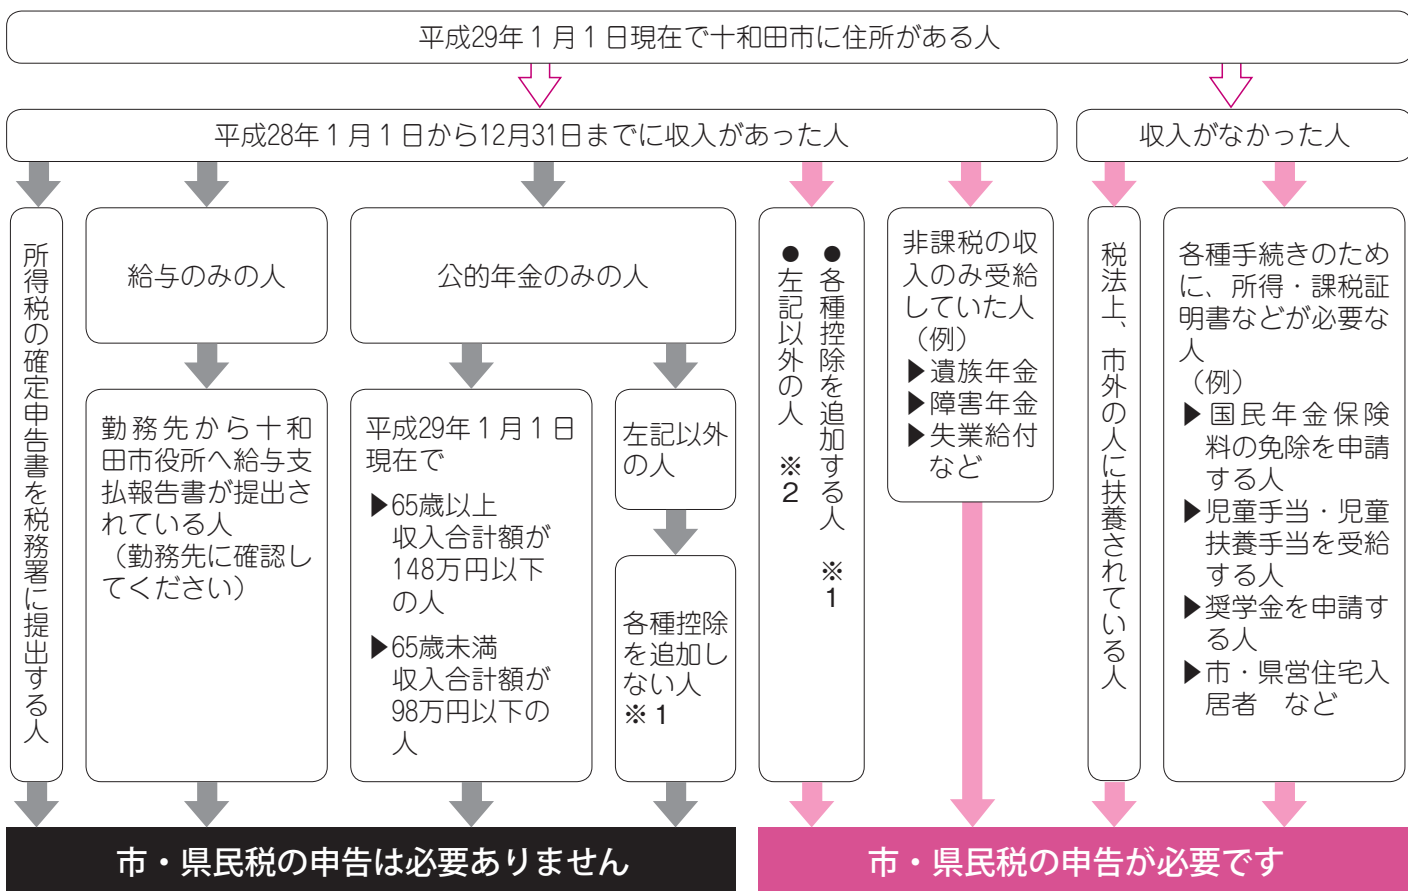 平成29年１月１日現在で十和田市に住所がある人
平成28年１月１日から12月31日までに収入があった人
収入がなかった人
所得税の確定申告書を税務署に提出する人
給与のみの人
勤務先から十和
田市役所へ給与支
払報告書が提出さ
れている人
（勤務先に確認し
てください）
公的年金のみの人
平成29年１月１日
現在で
▶65歳以上
収入合計額が
148万円以下
の人
▶65歳未満
収入合計額が
98万円以下の
人
左記以外
の人
各種控除
を追加し
ない人
※１
●各種控除を追加する人　※１
●左記以外の人　※２
非課税の収
入のみ受給
していた人
（例）
▶遺族年金
▶障害年金
▶失業給付
など
税法上、市外の人に扶養されている人
各種手続きのため
に、所得・課税証
明書などが必要な
人
（例）
▶国民年金保険
料の免除を申請
する人
▶児童手当・児童
扶養手当を受給
する人
▶奨学金を申請す
る人
▶市・県営住宅入
居者　など
市・県民税の申告は必要ありません
市・県民税の申告が必要です